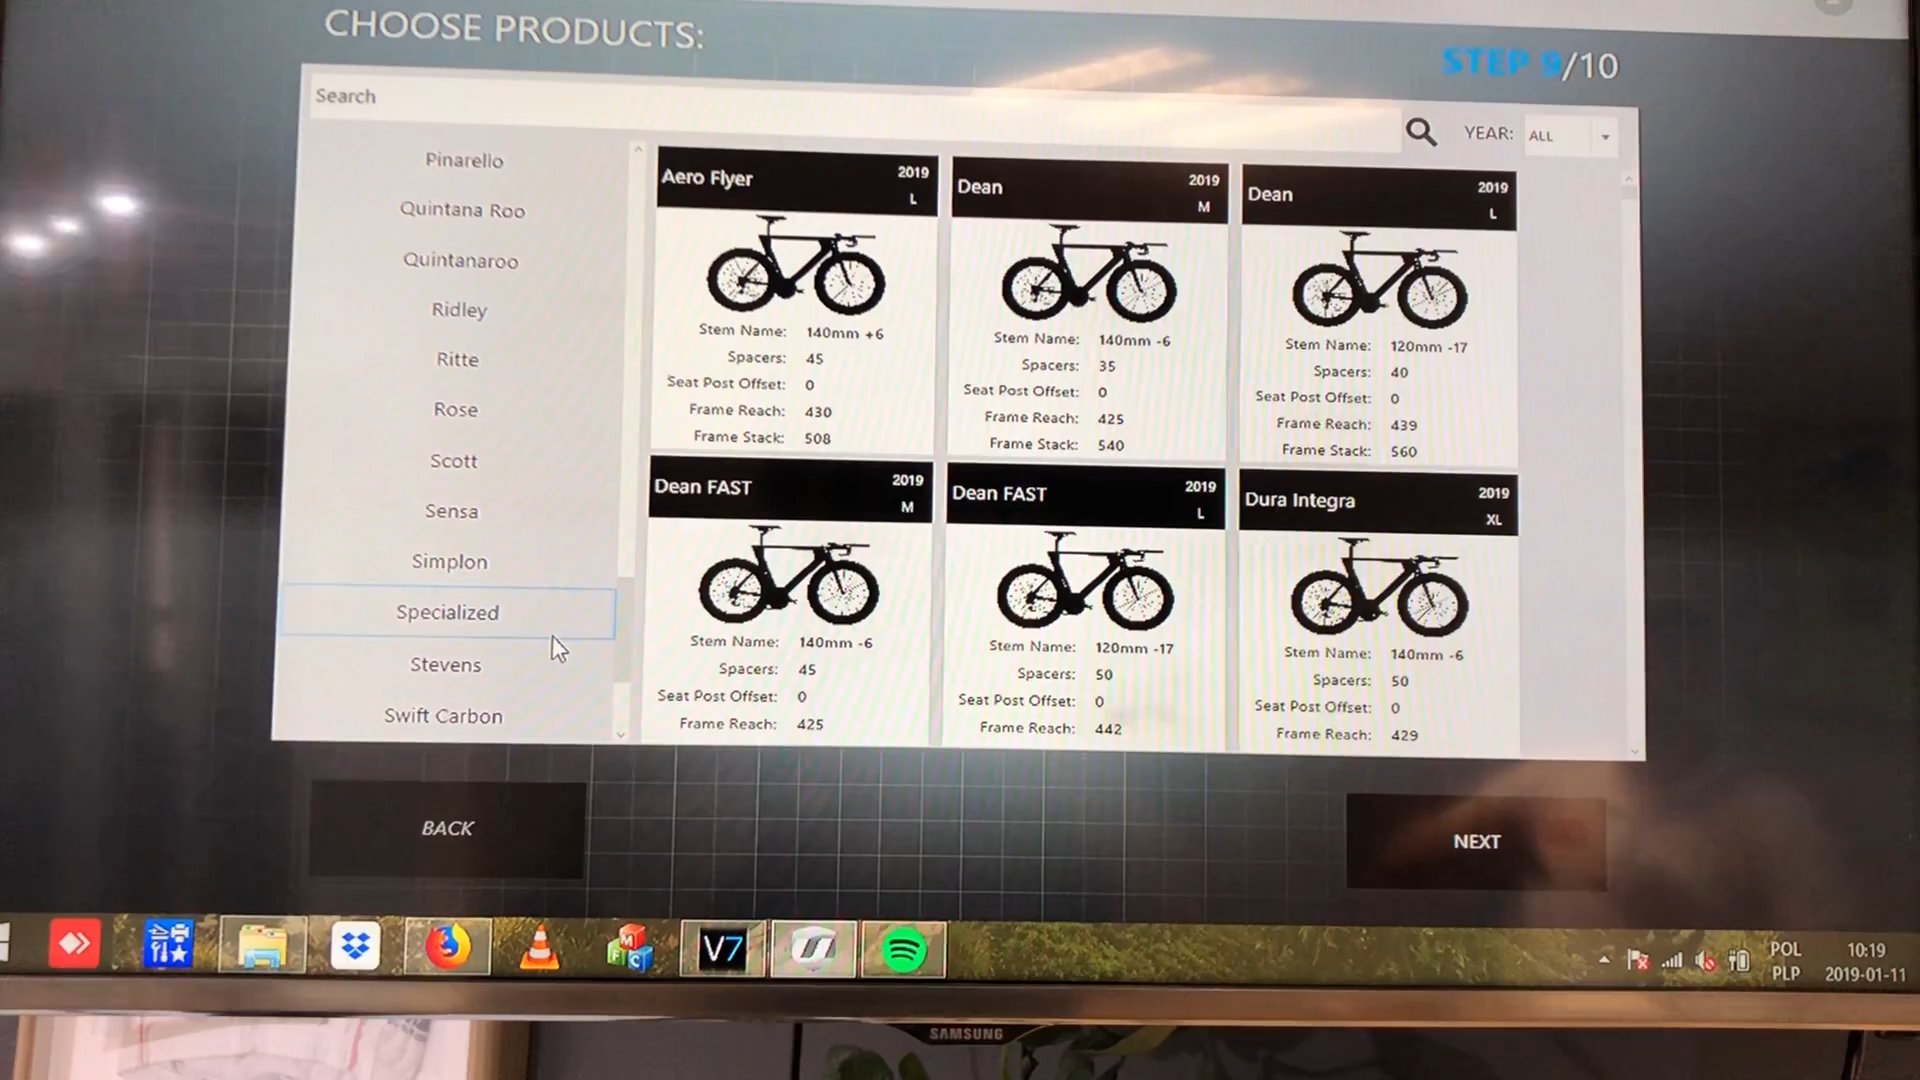 CHOOSE PRODUCTS:
STEP 9/10
Search
YEAR: ALL
Pinarello
Quintana Roo
Quintanaroo
Ridley
Ritte
Rose
Scott
Sensa
Simplon
Specialized
Stevens
Swift Carbon
Aero Flyer 2019
L
Stem Name: 140mm +6
Spacers: 45
Seat Post Offset: 0
Frame Reach: 430
Frame Stack: 508
Dean 2019
M
Stem Name: 140mm -6
Spacers: 35
Seat Post Offset: 0
Frame Reach: 425
Frame Stack: 540
Dean 2019
L
Stem Name: 120mm -17
Spacers: 40
Seat Post Offset: 0
Frame Reach: 439
Frame Stack: 560
Dean FAST 2019
M
Stem Name: 140mm -6
Spacers: 45
Seat Post Offset: 0
Frame Reach: 425
Dean FAST 2019
L
Stem Name: 120mm -17
Spacers: 50
Seat Post Offset: 0
Frame Reach: 442
Dura Integra 2019
XL
Stem Name: 140mm -6
Spacers: 50
Seat Post Offset: 0
Frame Reach: 429
BACK
NEXT
M
F C
V7
POL
PLP
10:19
2019-01-11
SAMSUNG